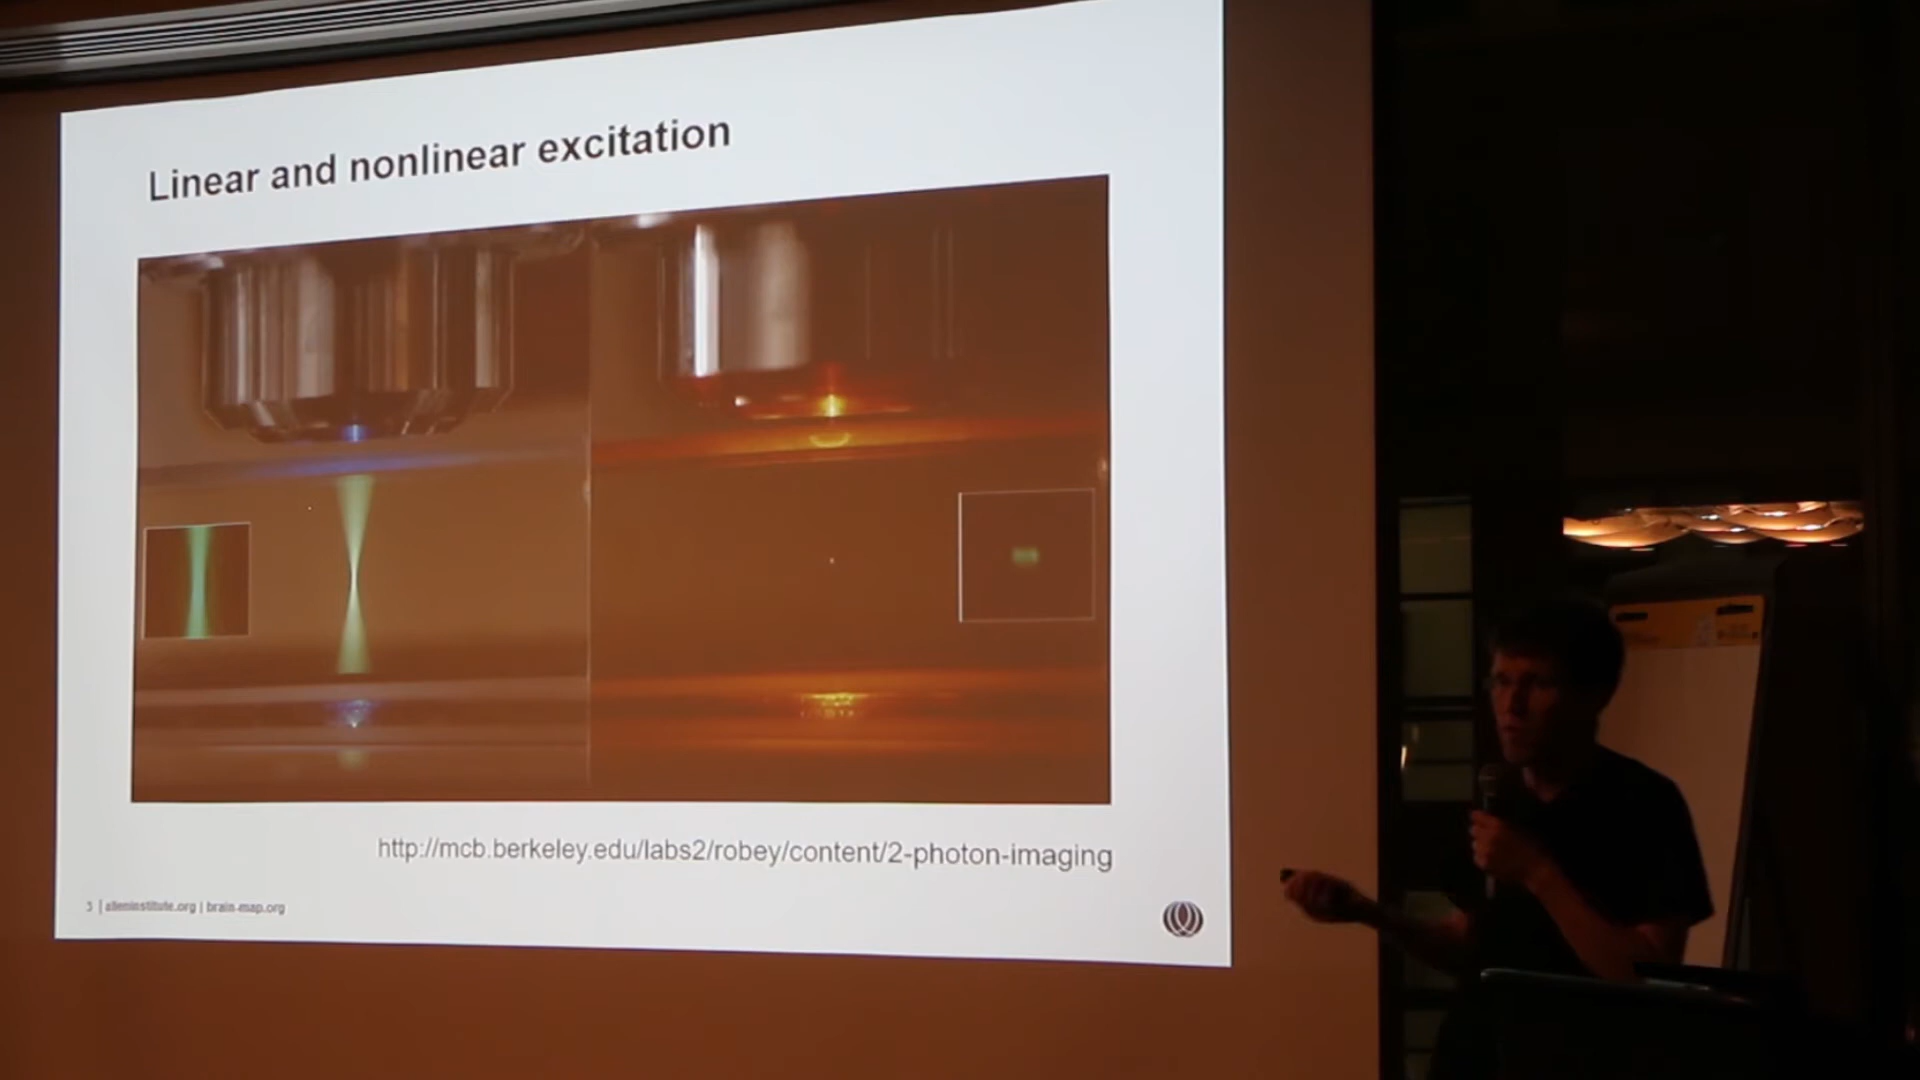 Linear and nonlinear excitation
http://mcb.berkeley.edu/labs2/robey/content/2-photon-imaging
3 | alleninstitute.org | brain-map.org